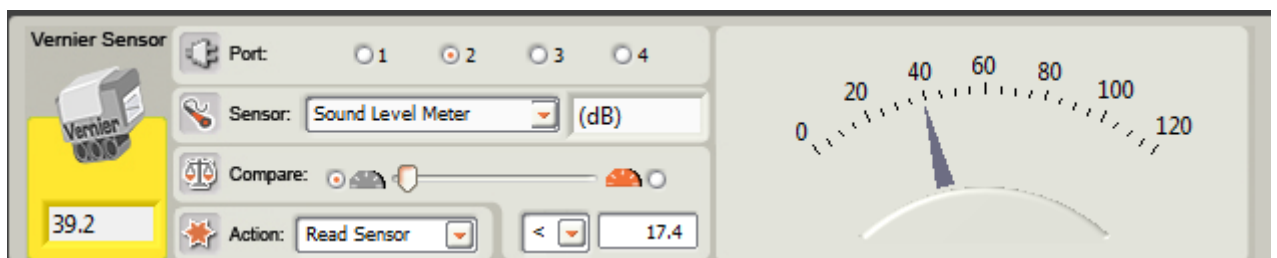 Vernier Sensor
Vernier
39.2
Port: 1 2 3 4
Sensor: Sound Level Meter (dB)
Compare:
Action: Read Sensor < 17.4
0 20 40 60 80 100 120